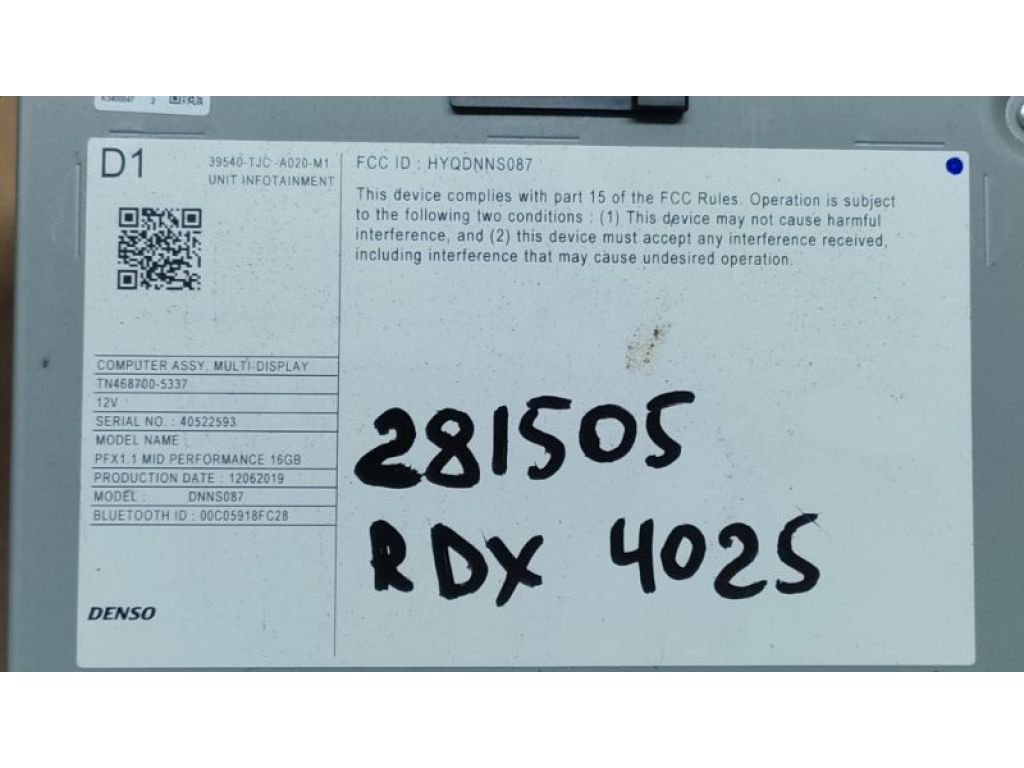 2
D1
39540-TJC -A020-M1
UNIT INFOTAINMENT
FCC ID : HYQDNNS087
This device complies with part 15 of the FCC Rules. Operation is subject
to the following two conditions : (1) This device may not cause harmful
interference, and (2) this device must accept any interference received,
including interference that may cause undesired operation.
COMPUTER ASSY, MULTI-DISPLAY
TN468700-5337
12V
SERIAL NO. : 40522593
MODEL NAME
PFX1.1 MID PERFORMANCE 16GB
PRODUCTION DATE : 12062019
MODEL : DNNS087
BLUETOOTH ID : 00C05918FC28
DENSO
281505
RDX 4025